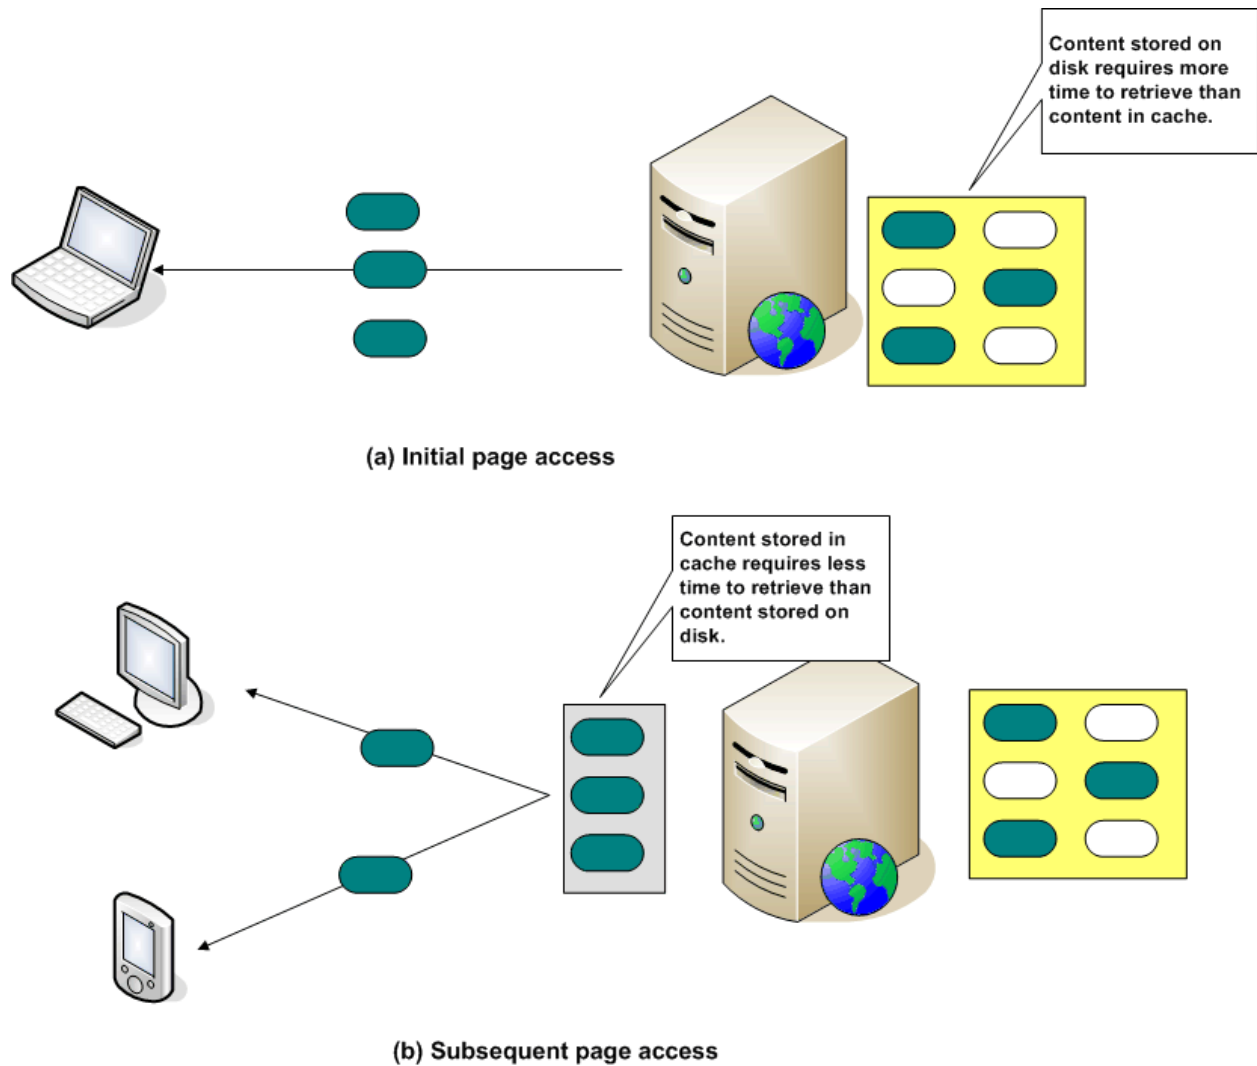 Content stored on
disk requires more
time to retrieve than
content in cache.
(a) Initial page access
Content stored in
cache requires less
time to retrieve than
content stored on
disk.
(b) Subsequent page access